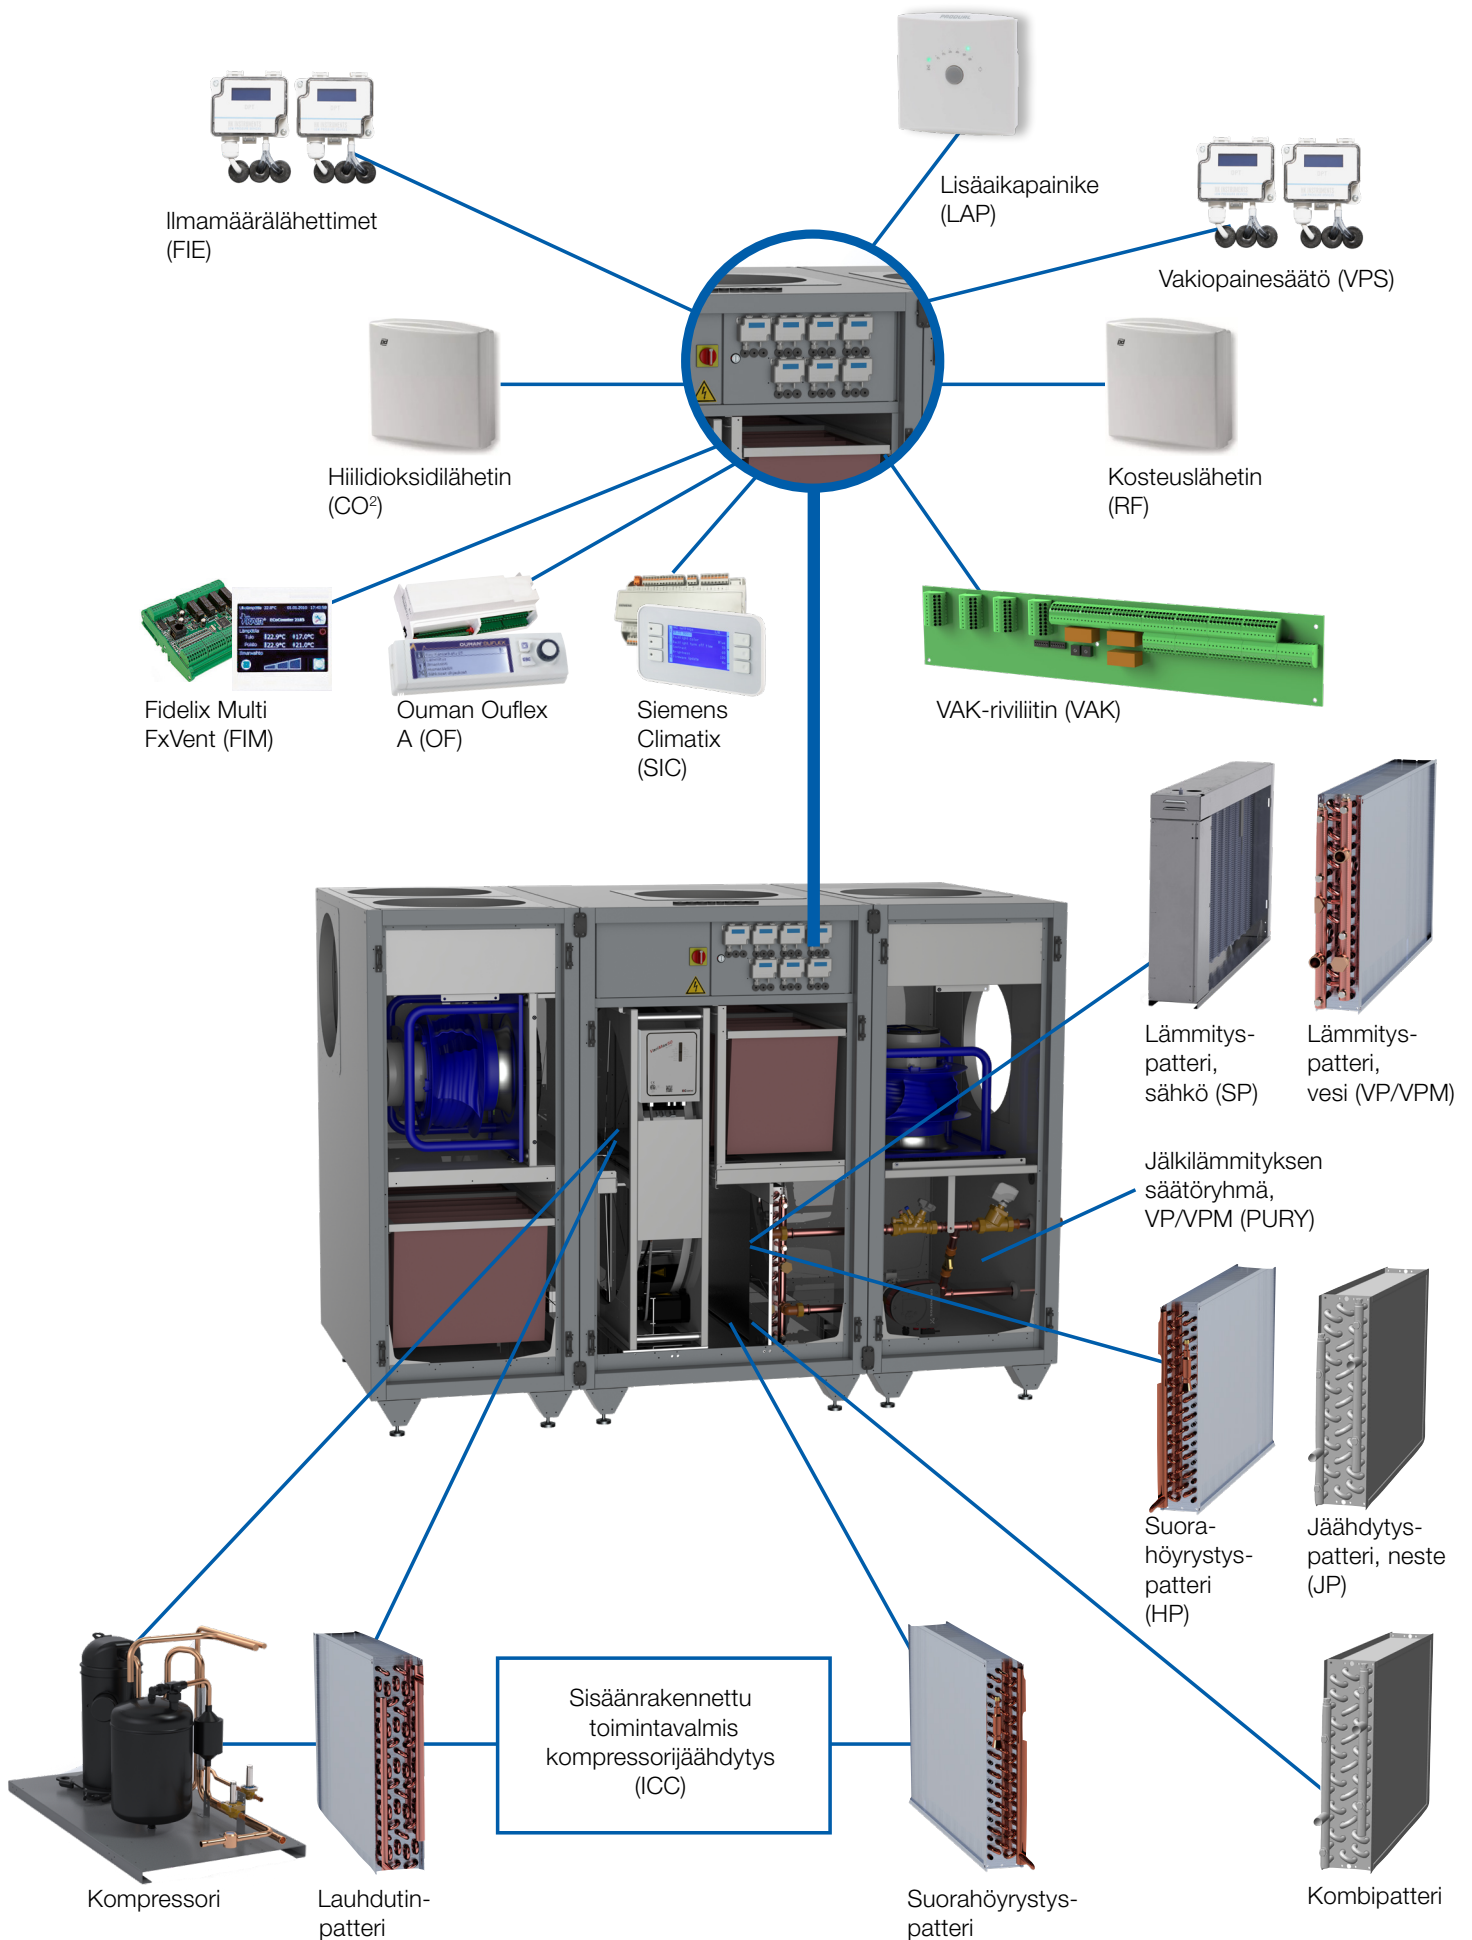 Lisäaikapainike
(LAP)
Ilmamäärälähettimet
(FIE)
Vakiopainesäätö (VPS)
Hiilidioksidilähetin
(CO²)
Kosteuslähetin
(RF)
OUMAN OUFLEX
Fidelix Multi
FxVent (FIM)
Ouman Ouflex
A (OF)
Siemens
Climatix
(SIC)
VAK-riviliitin (VAK)
Lämmitys-
patteri,
sähkö (SP)
Lämmitys-
patteri,
vesi (VP/VPM)
Jälkilämmityksen
säätöryhmä,
VP/VPM (PURY)
Suora-
höyrystys-
patteri
(HP)
Jäähdytys-
patteri, neste
(JP)
Sisäänrakennettu
toimintavalmis
kompressorijäähdytys
(ICC)
Kompressori
Lauhdutin-
patteri
Suorahöyrystys-
patteri
Kombipatteri